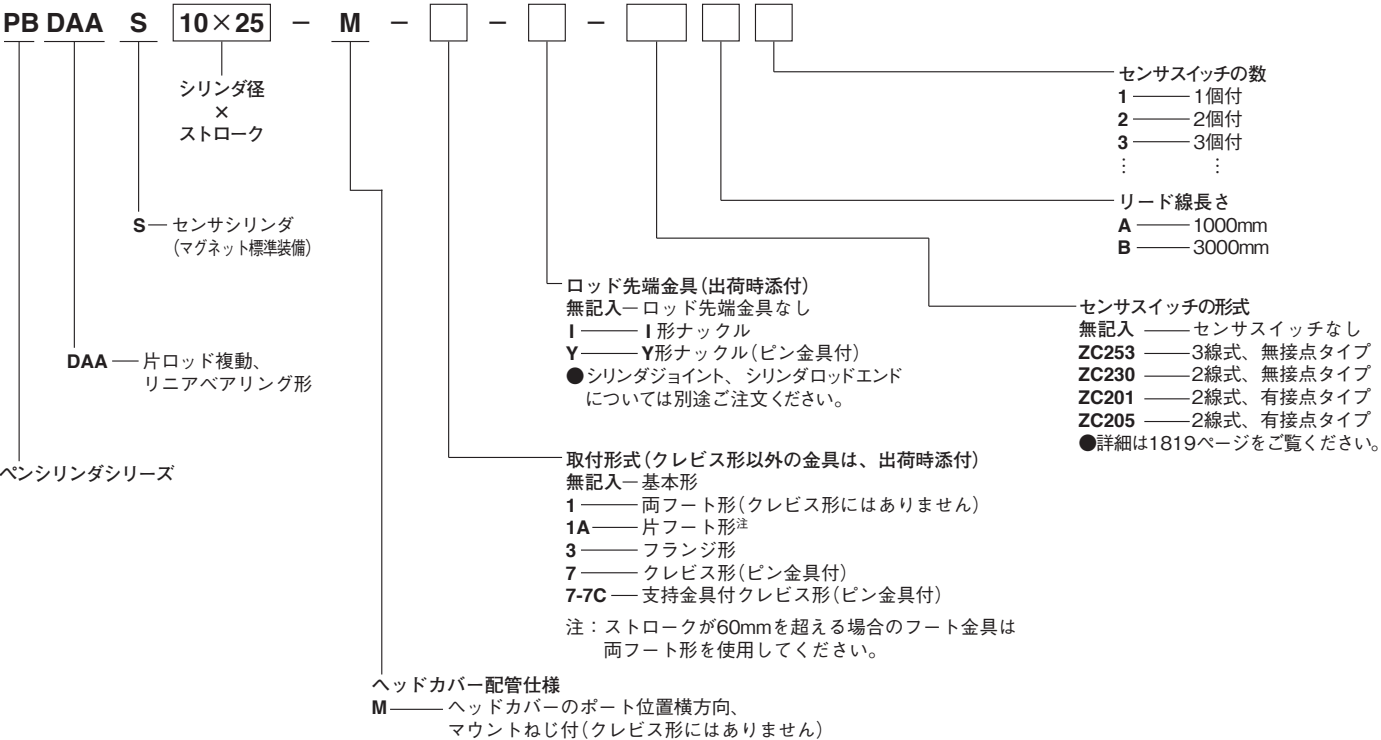 PB DAA S 10×25 − M − − −
シリンダ径
×
ストローク
S センサシリンダ
(マグネット標準装備)
DAA 片ロッド複動、
リニアベアリング形
ペンシリンダシリーズ
センサスイッチの数
1 1個付
2 2個付
3 3個付
⋮ ⋮
リード線長さ
A 1000mm
B 3000mm
センサスイッチの形式
無記入 センサスイッチなし
ZC253 3線式、無接点タイプ
ZC230 2線式、無接点タイプ
ZC201 2線式、有接点タイプ
ZC205 2線式、有接点タイプ
●詳細は1819ページをご覧ください。
ロッド先端金具(出荷時添付)
無記入 ロッド先端金具なし
I I形ナックル
Y Y形ナックル(ピン金具付)
●シリンダジョイント、シリンダロッドエンド
については別途ご注文ください。
取付形式(クレビス形以外の金具は、出荷時添付)
無記入 基本形
1 両フート形(クレビス形にはありません)
1A 片フート形注
3 フランジ形
7 クレビス形(ピン金具付)
7-7C 支持金具付クレビス形(ピン金具付)
注:ストロークが60mmを超える場合のフート金具は
両フート形を使用してください。
ヘッドカバー配管仕様
M ヘッドカバーのポート位置横方向、
マウントねじ付(クレビス形にはありません)